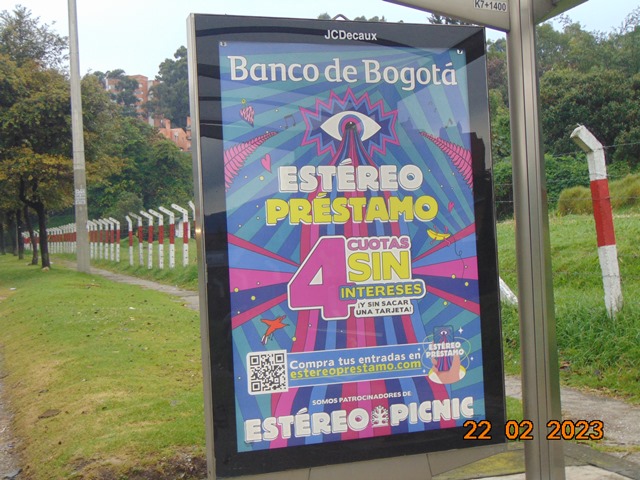 K7+1400
JCDecaux
Banco de Bogotá
ESTÉREO
PRÉSTAMO
4 CUOTAS
SIN
INTERESES
¡Y SIN SACAR
UNA TARJETA!
Compra tus entradas en
estereoprestamo.com
ESTÉREO
PRÉSTAMO
SOMOS PATROCINADORES DE
ESTÉREO PICNIC
22 02 2023